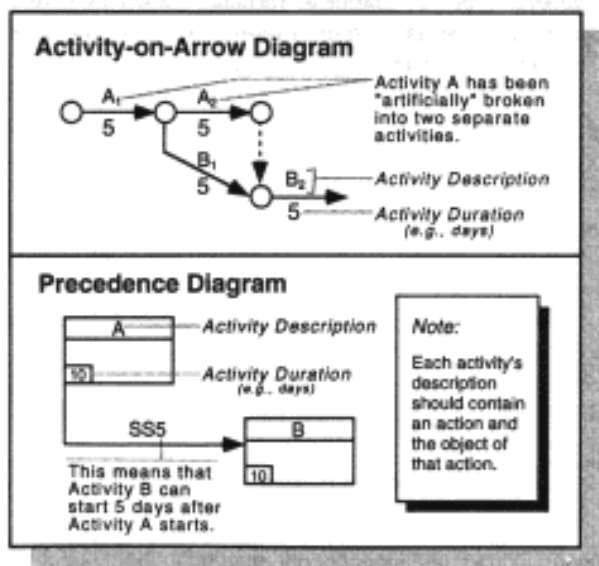 Activity-on-Arrow Diagram
A₁
A₂
5
5
Activity A has been
"artificially" broken
into two separate
activities.
B₁
5
B₂
Activity Description
5
Activity Duration
(e.g., days)
Precedence Diagram
A
Activity Description
10
Activity Duration
(e.g., days)
SS5
B
10
This means that
Activity B can
start 5 days after
Activity A starts.
Note:
Each activity's
description
should contain
an action and
the object of
that action.